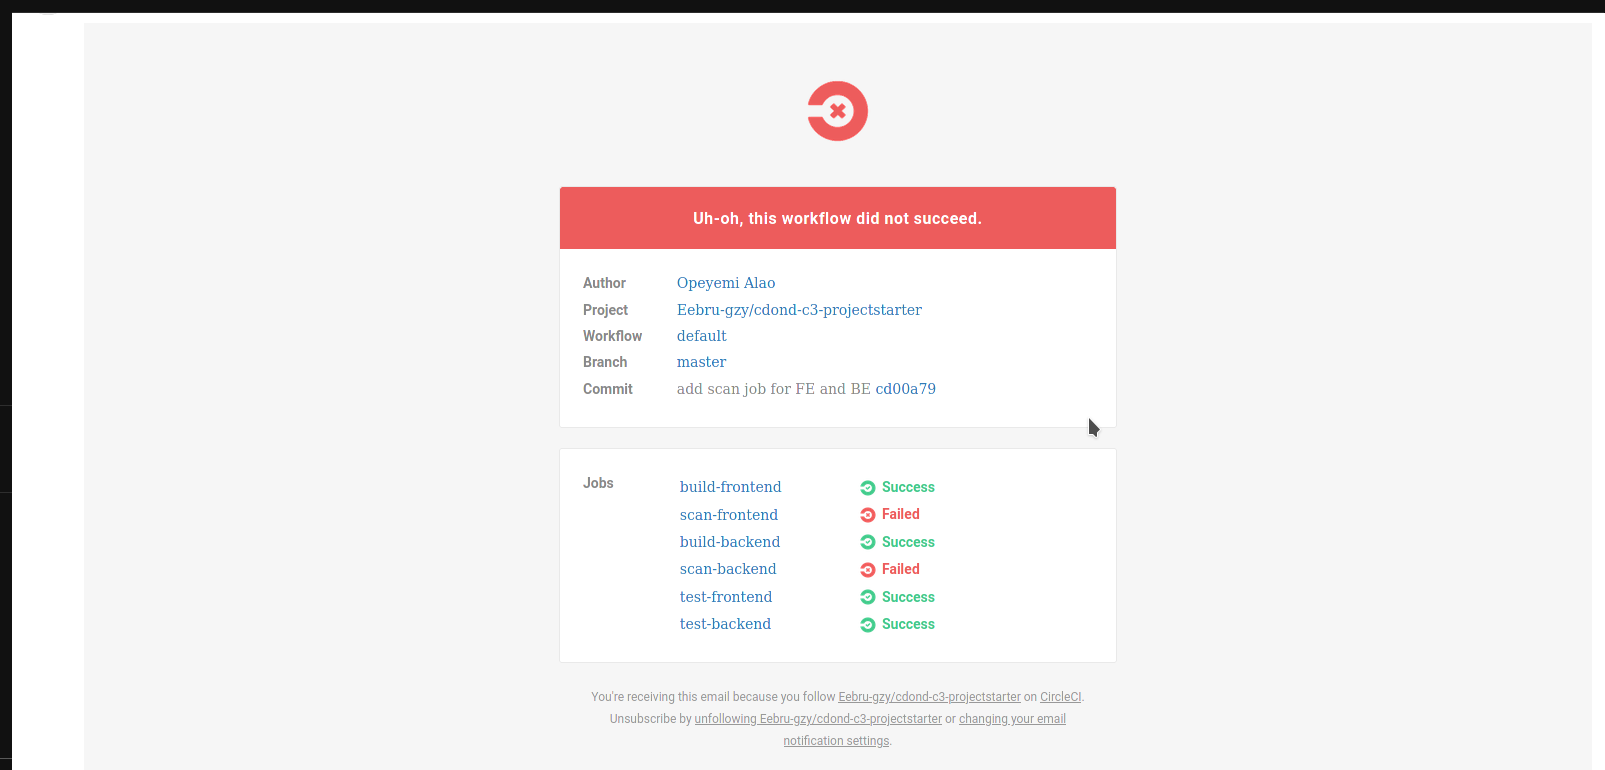 Uh-oh, this workflow did not succeed.
Author Opeyemi Alao
Project Eebru-gzy/cdond-c3-projectstarter
Workflow default
Branch master
Commit add scan job for FE and BE cd00a79
Jobs build-frontend Success
scan-frontend Failed
build-backend Success
scan-backend Failed
test-frontend Success
test-backend Success
You're receiving this email because you follow Eebru-gzy/cdond-c3-projectstarter on CircleCI.
Unsubscribe by unfollowing Eebru-gzy/cdond-c3-projectstarter or changing your email
notification settings.